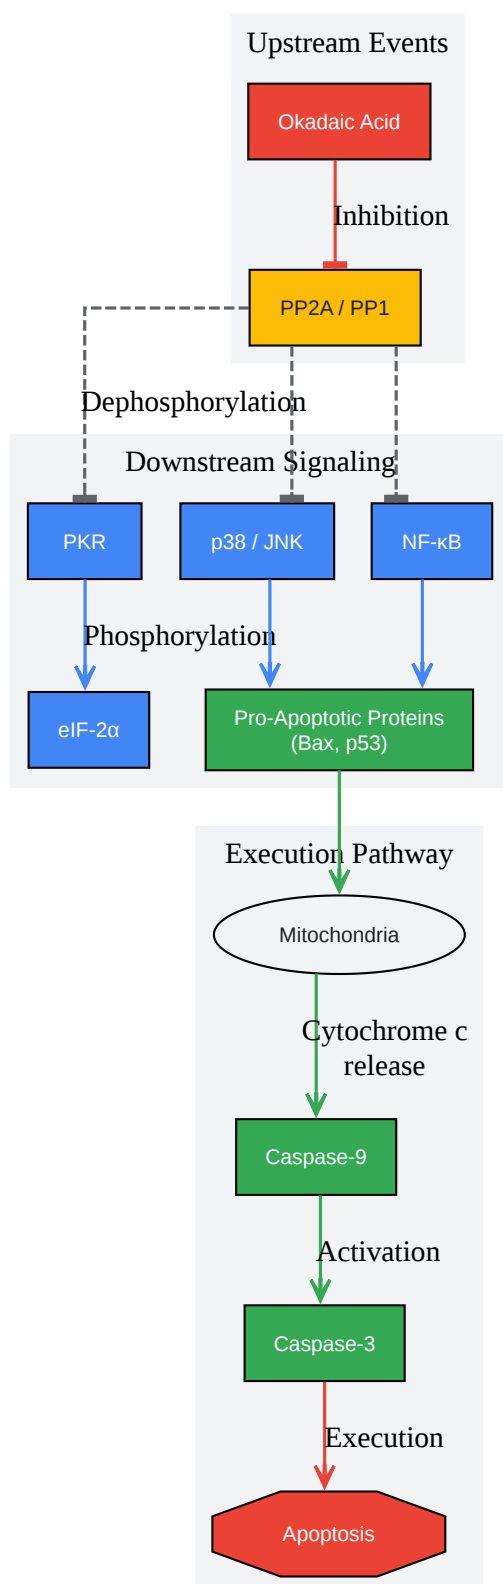 Upstream Events
Okadaic Acid
Inhibition
PP2A / PP1
Dephosphorylation
Downstream Signaling
PKR
p38 / JNK
NF-κB
Phosphorylation
eIF-2α
Pro-Apoptotic Proteins
(Bax, p53)
Execution Pathway
Mitochondria
Cytochrome c
release
Caspase-9
Activation
Caspase-3
Execution
Apoptosis